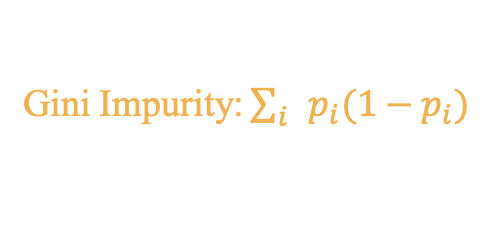 Gini Impurity: ∑ᵢ pᵢ(1 − pᵢ)